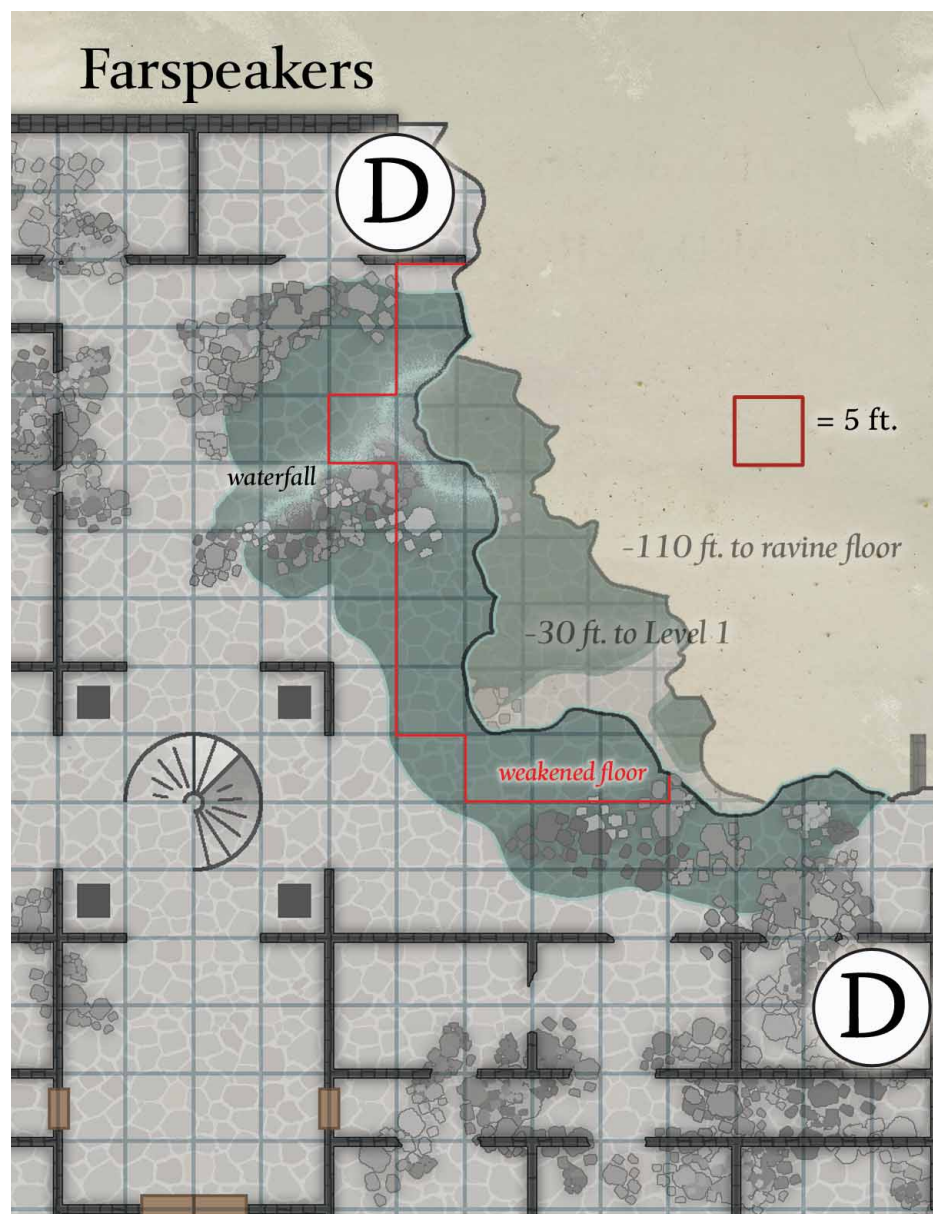 Farspeakers
D
= 5 ft.
waterfall
-110 ft. to ravine floor
-30 ft. to Level 1
weakened floor
D